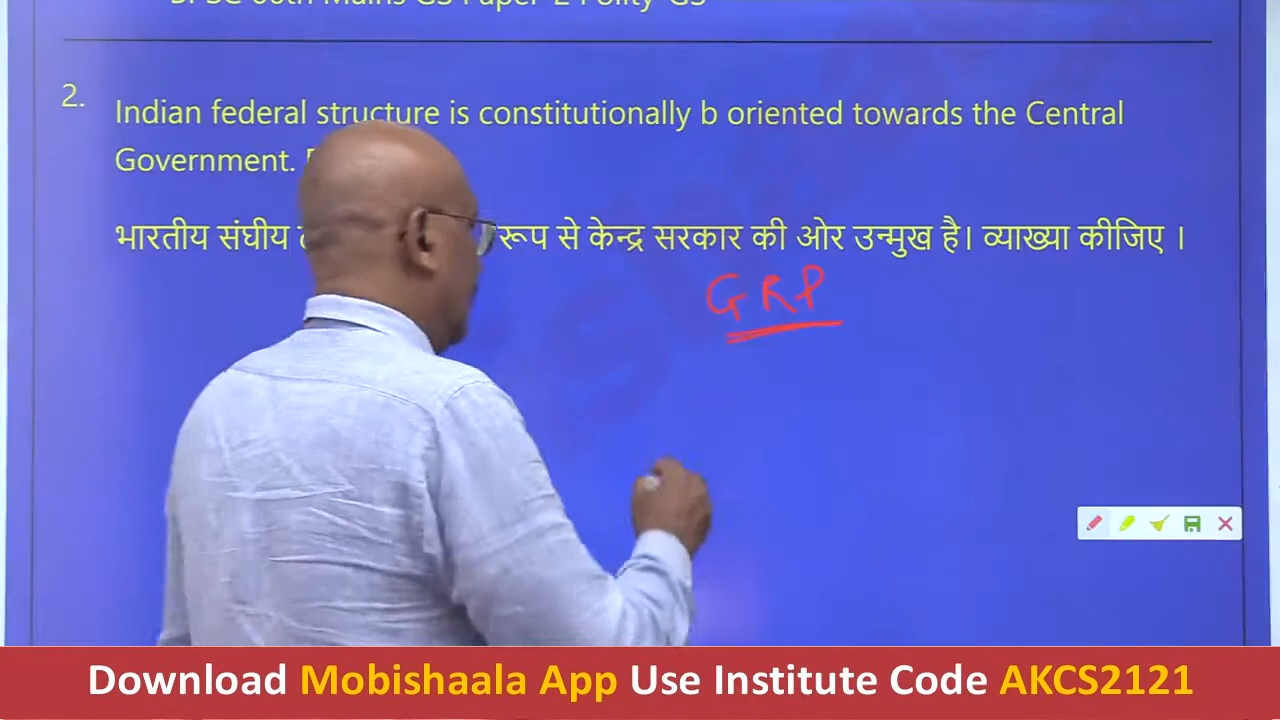 2.
Indian federal structure is constitutionally b oriented towards the Central
Government.
भारतीय संघीय रूप से केन्द्र सरकार की ओर उन्मुख है। व्याख्या कीजिए ।
GRP
Download Mobishaala App Use Institute Code AKCS2121